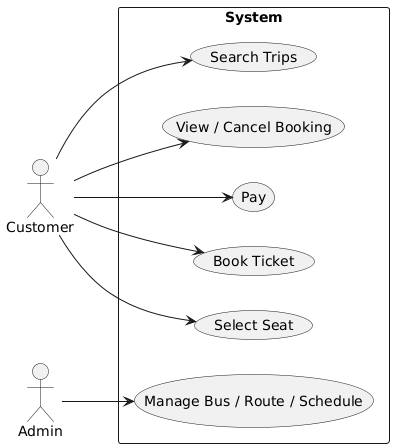 System
Search Trips
View / Cancel Booking
Pay
Customer
Book Ticket
Select Seat
Manage Bus / Route / Schedule
Admin